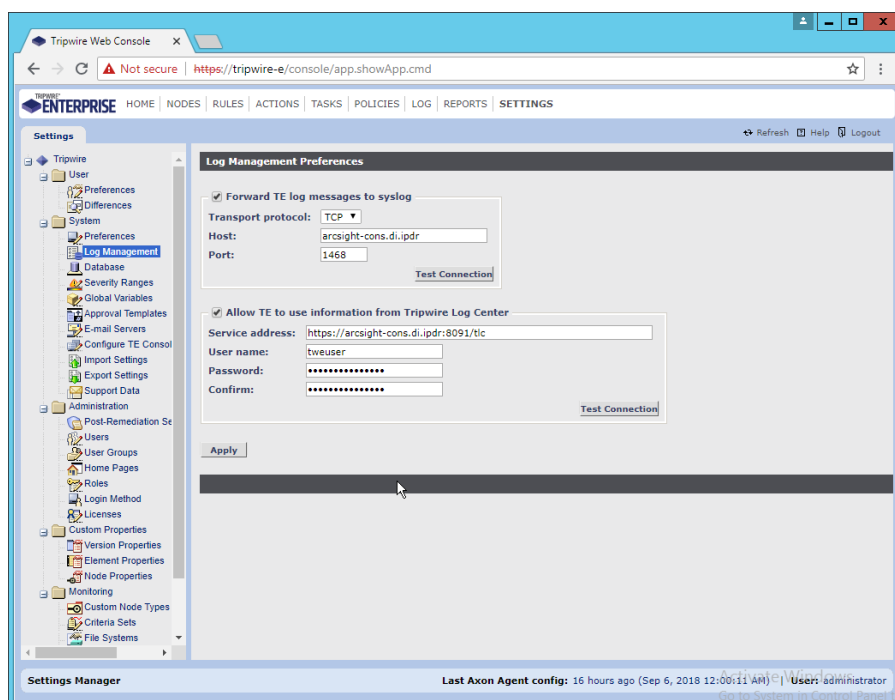 Tripwire Web Console
Not secure https://tripwire-e/console/app.showApp.cmd
TRIPWIRE
ENTERPRISE HOME NODES RULES ACTIONS TASKS POLICIES LOG REPORTS SETTINGS
Settings Refresh Help Logout
Tripwire
User
Preferences
Differences
System
Preferences
Log Management
Database
Severity Ranges
Global Variables
Approval Templates
E-mail Servers
Configure TE Consol
Import Settings
Export Settings
Support Data
Administration
Post-Remediation Se
Users
User Groups
Home Pages
Roles
Login Method
Licenses
Custom Properties
Version Properties
Element Properties
Node Properties
Monitoring
Custom Node Types
Criteria Sets
File Systems
Log Management Preferences
Forward TE log messages to syslog
Transport protocol: TCP
Host: arcsight-cons.di.ipdr
Port: 1468
Test Connection
Allow TE to use information from Tripwire Log Center
Service address: https://arcsight-cons.di.ipdr:8091/tlc
User name: tweuser
Password: •••••••••••••••
Confirm: •••••••••••••••
Test Connection
Apply
Settings Manager Last Axon Agent config: 16 hours ago (Sep 6, 2018 12:00:11 AM) | User: administrator
Activate Windows
Go to System in Control Panel